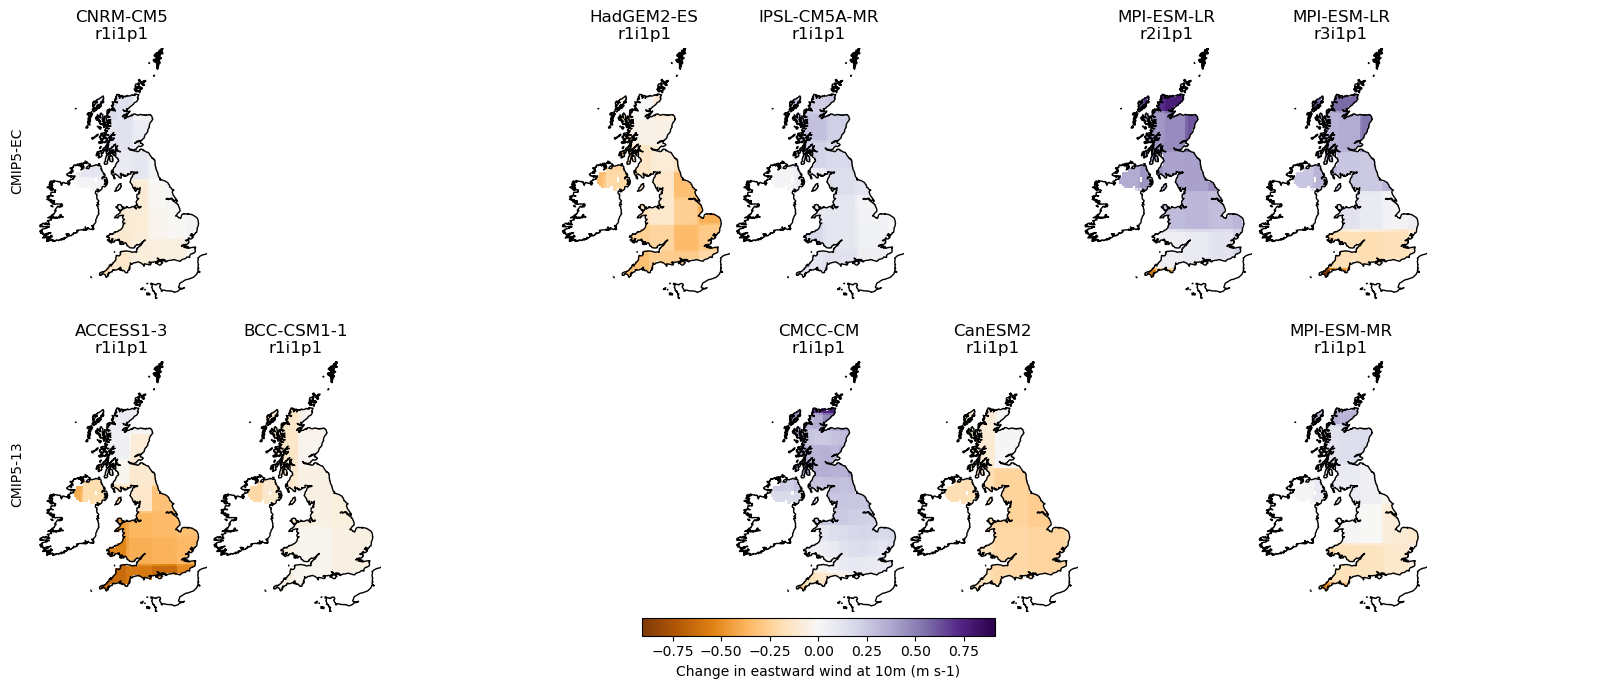 CNRM-CM5
r1i1p1
HadGEM2-ES
r1i1p1
IPSL-CM5A-MR
r1i1p1
MPI-ESM-LR
r2i1p1
MPI-ESM-LR
r3i1p1
CMIP5-EC
ACCESS1-3
r1i1p1
BCC-CSM1-1
r1i1p1
CMCC-CM
r1i1p1
CanESM2
r1i1p1
MPI-ESM-MR
r1i1p1
CMIP5-13
−0.75 −0.50 −0.25 0.00 0.25 0.50 0.75
Change in eastward wind at 10m (m s-1)